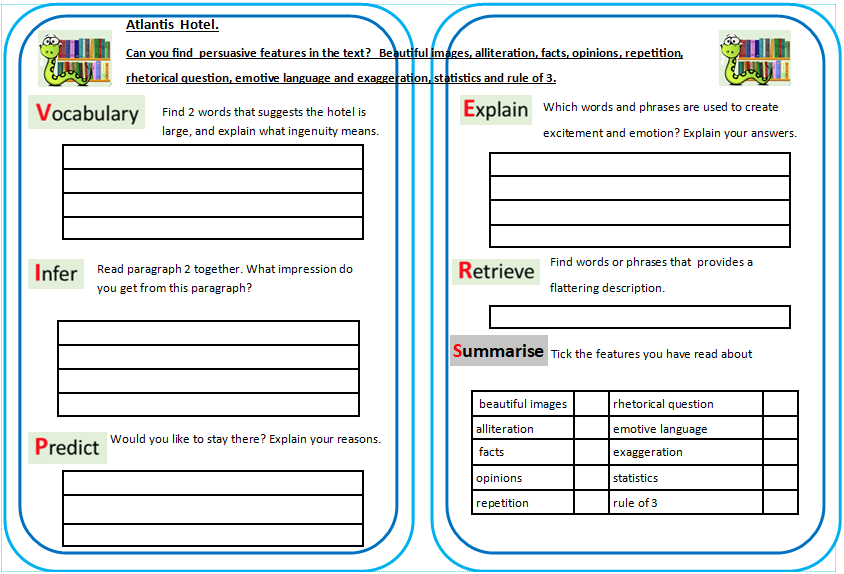 Atlantis Hotel.
Can you find persuasive features in the text? Beautiful images, alliteration, facts, opinions, repetition,
rhetorical question, emotive language and exaggeration, statistics and rule of 3.
Vocabulary
Find 2 words that suggests the hotel is
large, and explain what ingenuity means.
Infer
Read paragraph 2 together. What impression do
you get from this paragraph?
Predict
Would you like to stay there? Explain your reasons.
Explain
Which words and phrases are used to create
excitement and emotion? Explain your answers.
Retrieve
Find words or phrases that provides a
flattering description.
Summarise
Tick the features you have read about
beautiful images
rhetorical question
alliteration
emotive language
facts
exaggeration
opinions
statistics
repetition
rule of 3